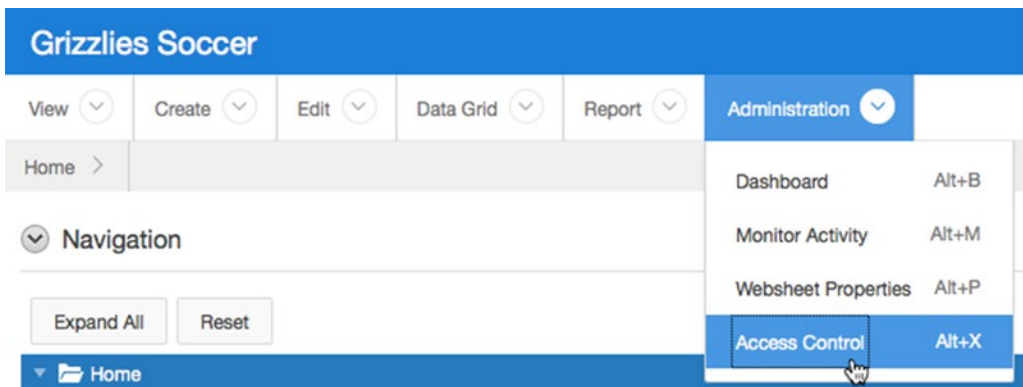 Grizzlies Soccer
View Create Edit Data Grid Report Administration
Home
Dashboard Alt+B
Monitor Activity Alt+M
Websheet Properties Alt+P
Access Control Alt+X
Navigation
Expand All Reset
Home